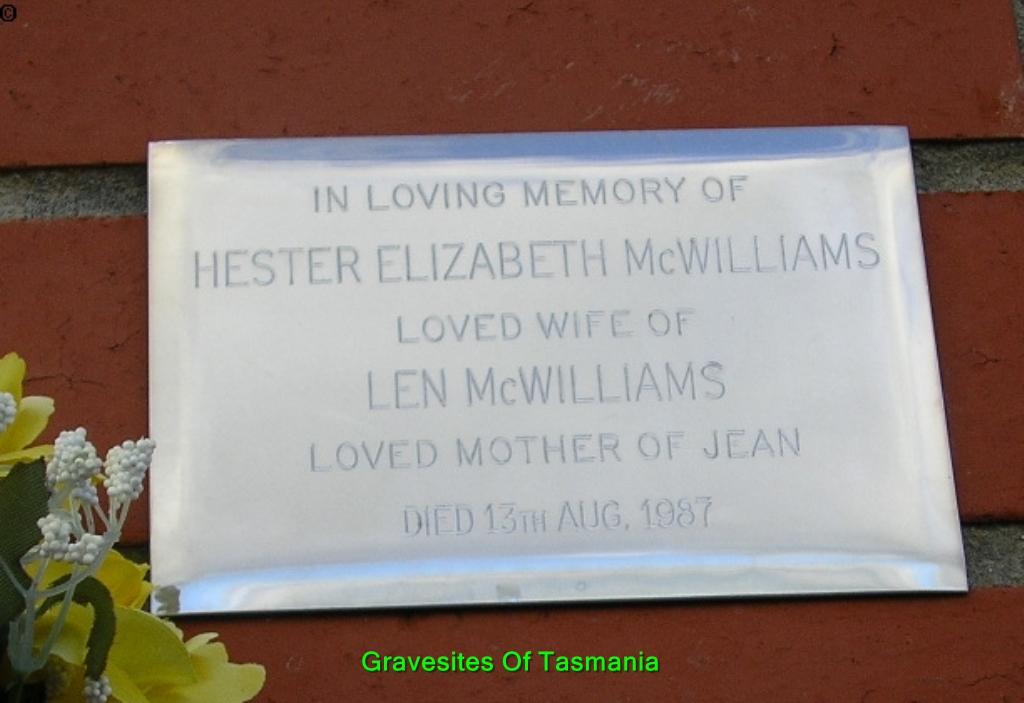 ©
IN LOVING MEMORY OF
HESTER ELIZABETH McWILLIAMS
LOVED WIFE OF
LEN McWILLIAMS
LOVED MOTHER OF JEAN
DIED 13TH AUG, 1987
Gravesites Of Tasmania